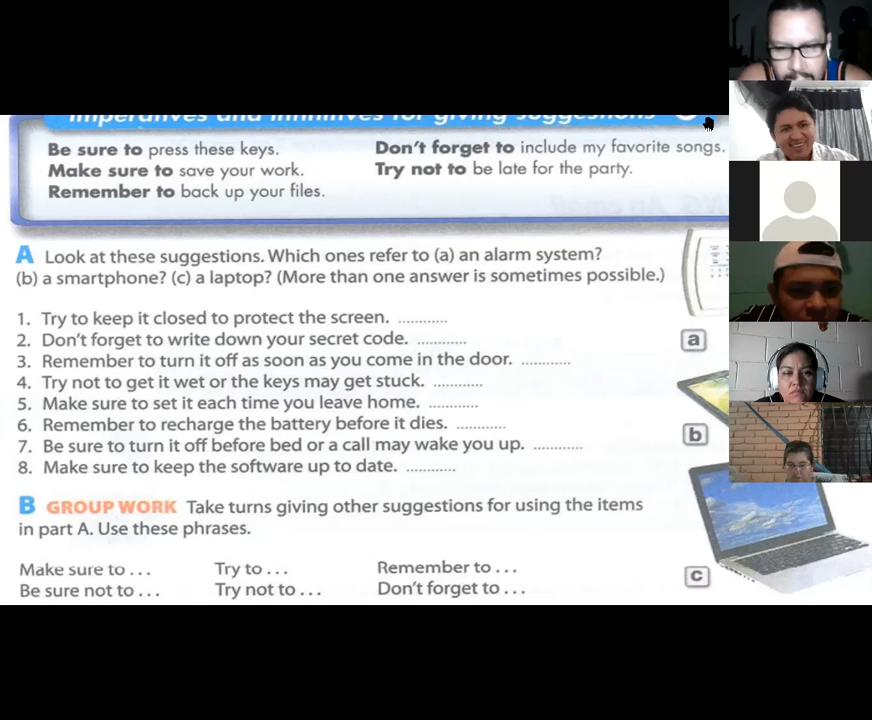 Imperatives and infinitives for giving suggestions
Be sure to press these keys.
Make sure to save your work.
Remember to back up your files.
Don't forget to include my favorite songs.
Try not to be late for the party.
A Look at these suggestions. Which ones refer to (a) an alarm system?
(b) a smartphone? (c) a laptop? (More than one answer is sometimes possible.)
1. Try to keep it closed to protect the screen. ............
2. Don't forget to write down your secret code. ............
3. Remember to turn it off as soon as you come in the door. ............
4. Try not to get it wet or the keys may get stuck. ............
5. Make sure to set it each time you leave home. ............
6. Remember to recharge the battery before it dies. ............
7. Be sure to turn it off before bed or a call may wake you up. ............
8. Make sure to keep the software up to date. ............
a
b
c
B GROUP WORK Take turns giving other suggestions for using the items
in part A. Use these phrases.
Make sure to . . . Try to . . . Remember to . . .
Be sure not to . . . Try not to . . . Don't forget to . . .